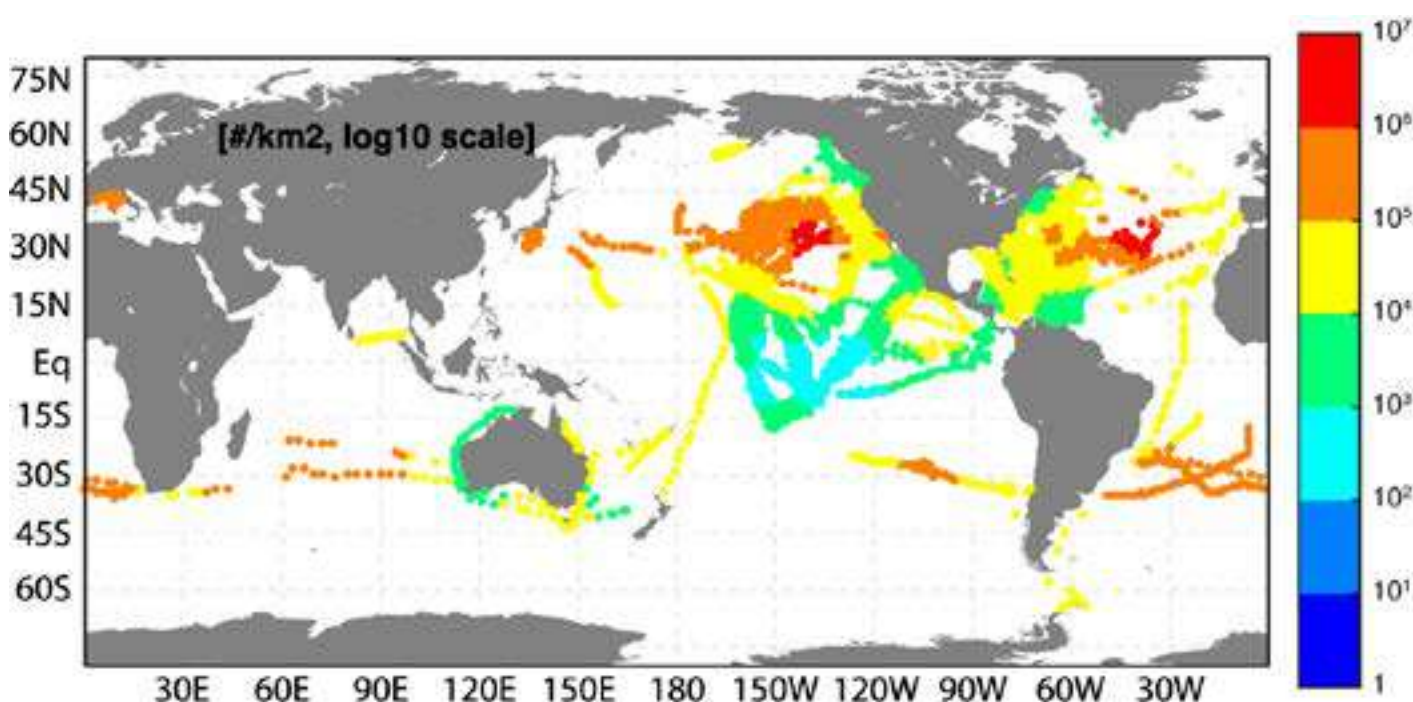 75N
60N
45N
30N
15N
Eq
15S
30S
45S
60S
[#/km2, log10 scale]
30E 60E 90E 120E 150E 180 150W 120W 90W 60W 30W
10⁷
10⁶
10⁵
10⁴
10³
10²
10¹
1